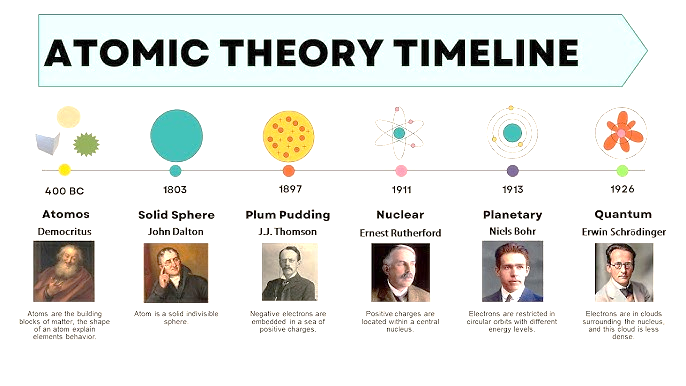 ATOMIC THEORY TIMELINE
400 BC
1803
1897
1911
1913
1926
Atomos
Solid Sphere
Plum Pudding
Nuclear
Planetary
Quantum
Democritus
John Dalton
J.J. Thomson
Ernest Rutherford
Niels Bohr
Erwin Schrödinger
Atoms are the building
blocks of matter, the shape
of an atom explain
elements behavior.
Atom is a solid indivisible
sphere
Negative electrons are
embedded in a sea of
positive charges.
Positive charges are
located within a central
nucleus.
Electrons are restricted in
circular orbits with different
energy levels.
Electrons are in clouds
surrounding the nucleus,
and this cloud is less
dense.